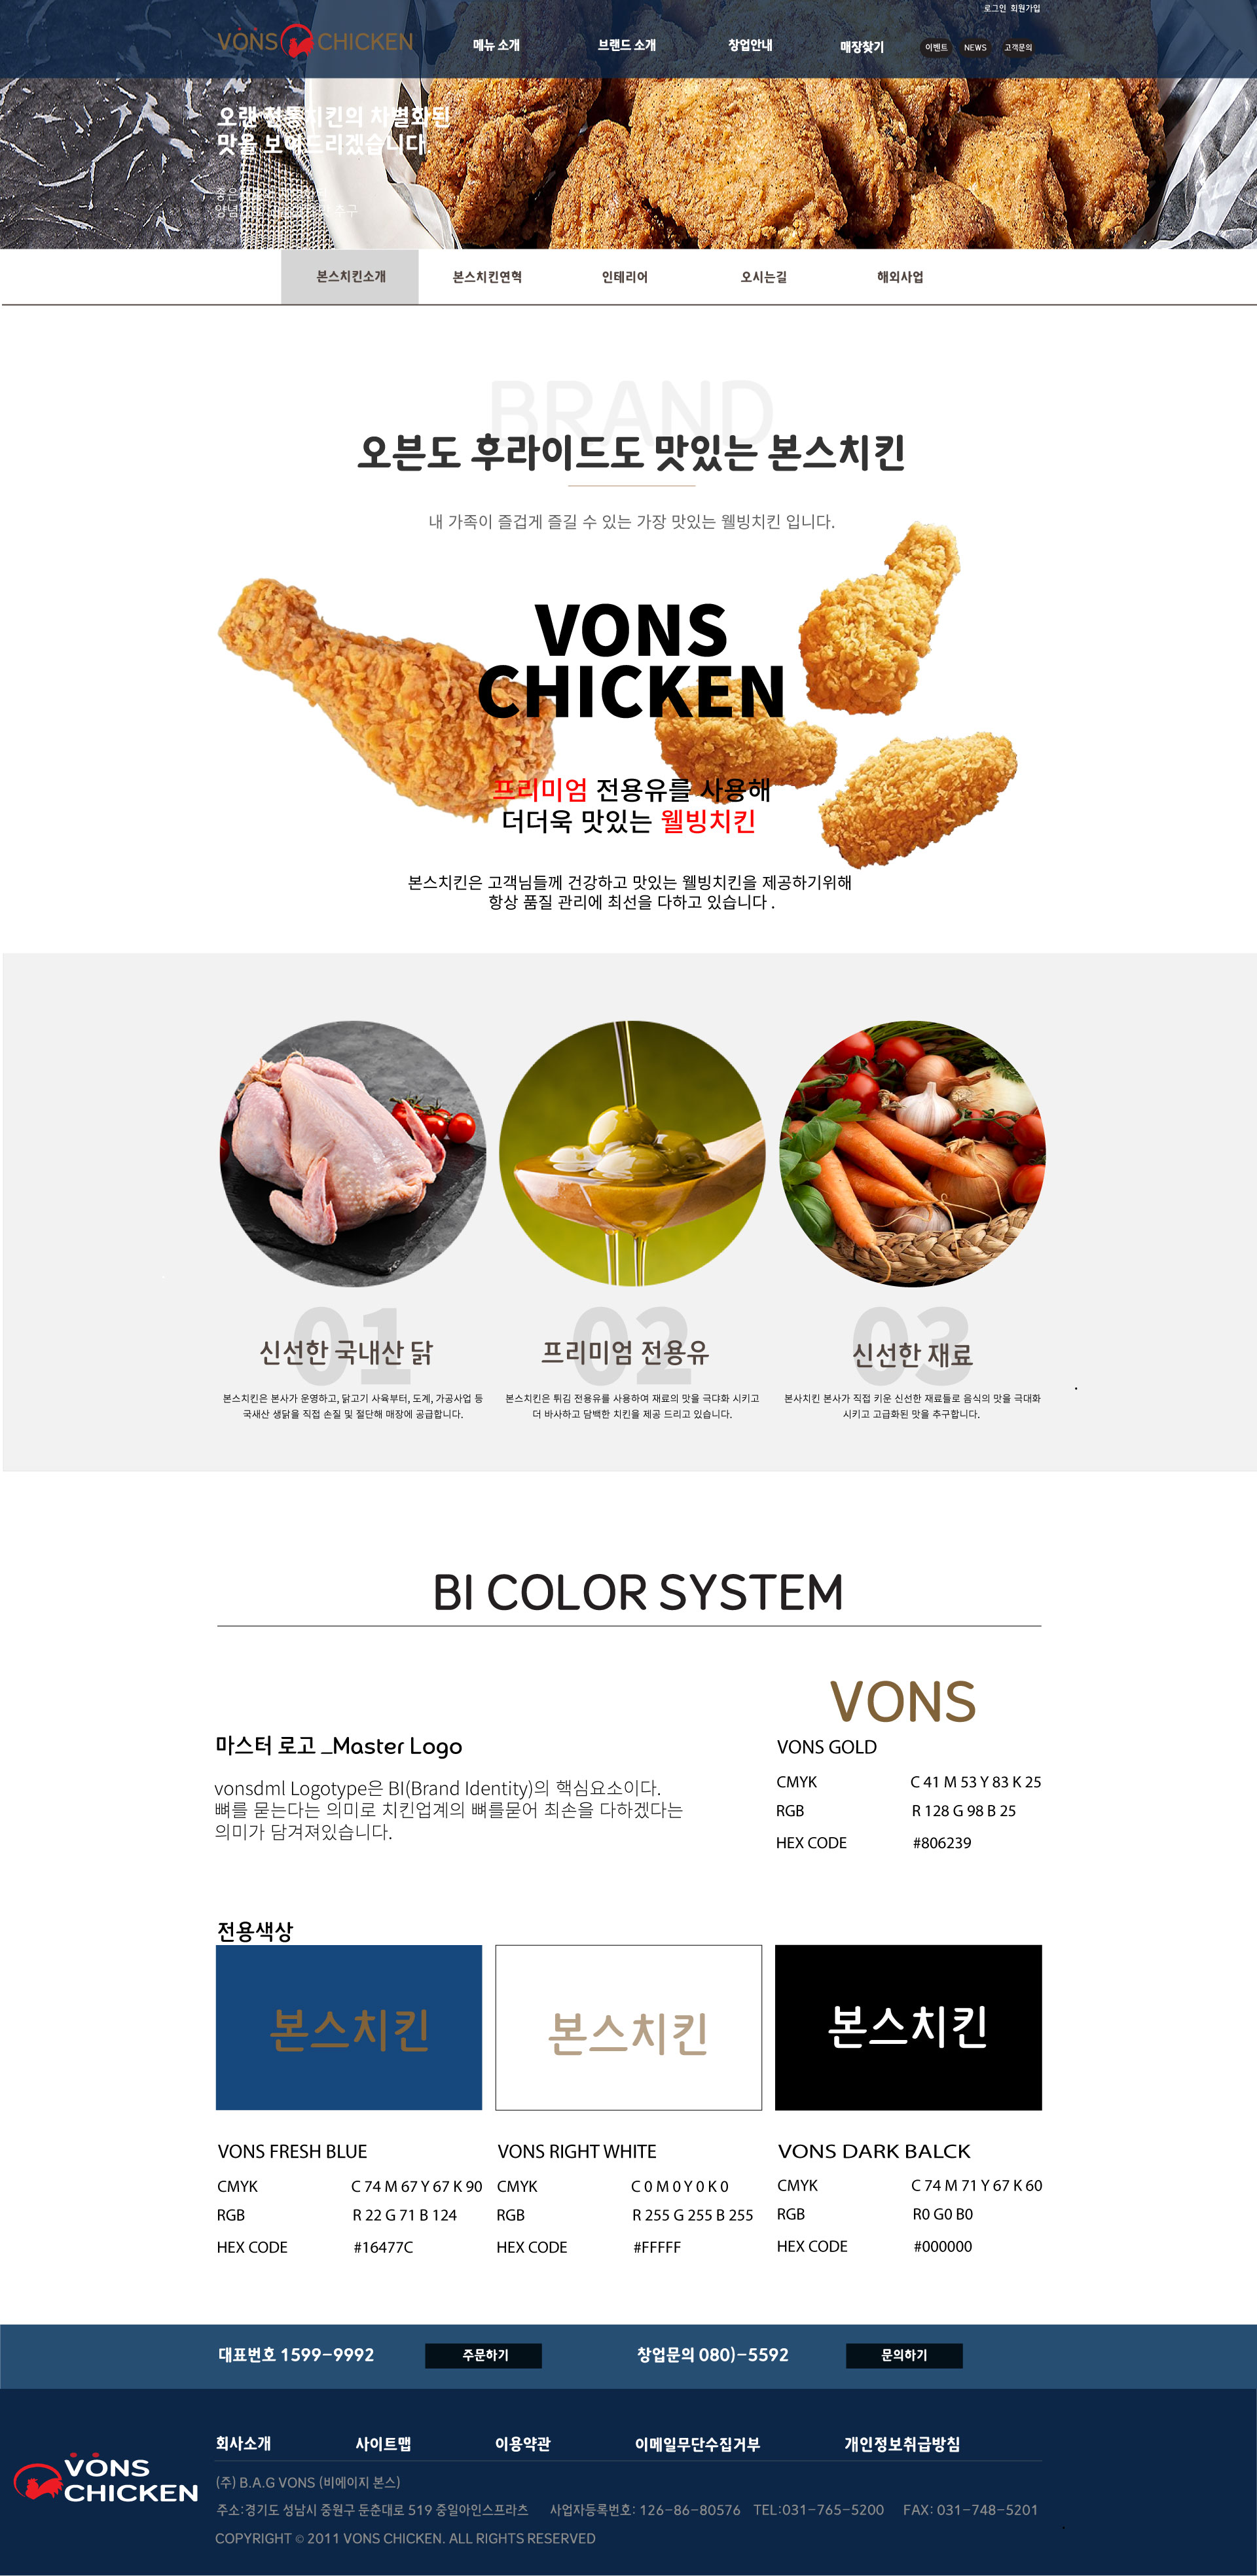 로그인 회원가입
VONS CHICKEN
메뉴 소개
브랜드 소개
창업안내
매장찾기
이벤트
NEWS
고객문의
오랜 전통치킨의 차별화된
맛을 보여드리겠습니다
좋은
양념
추구
본스치킨소개
본스치킨연혁
인테리어
오시는길
해외사업
BRAND
오븐도 후라이드도 맛있는 본스치킨
내 가족이 즐겁게 즐길 수 있는 가장 맛있는 웰빙치킨 입니다.
VONS
CHICKEN
프리미엄 전용유를 사용해
더더욱 맛있는 웰빙치킨
본스치킨은 고객님들께 건강하고 맛있는 웰빙치킨을 제공하기위해
항상 품질 관리에 최선을 다하고 있습니다 .
01
신선한 국내산 닭
본스치킨은 본사가 운영하고, 닭고기 사육부터, 도계, 가공사업 등
국새산 생닭을 직접 손질 및 절단해 매장에 공급합니다.
02
프리미엄 전용유
본스치킨은 튀김 전용유를 사용하여 재료의 맛을 극댜화 시키고
더 바사하고 담백한 치킨을 제공 드리고 있습니다.
03
신선한 재료
본사치킨 본사가 직접 키운 신선한 재료들로 음식의 맛을 극대화
시키고 고급화된 맛을 추구합니다.
BI COLOR SYSTEM
마스터 로고 _Master Logo
vonsdml Logotype은 BI(Brand Identity)의 핵심요소이다.
뼈를 묻는다는 의미로 치킨업계의 뼈를묻어 최손을 다하겠다는
의미가 담겨져있습니다.
VONS
VONS GOLD
CMYK C 41 M 53 Y 83 K 25
RGB R 128 G 98 B 25
HEX CODE #806239
전용색상
본스치킨
본스치킨
본스치킨
VONS FRESH BLUE
CMYK C 74 M 67 Y 67 K 90
RGB R 22 G 71 B 124
HEX CODE #16477C
VONS RIGHT WHITE
CMYK C 0 M 0 Y 0 K 0
RGB R 255 G 255 B 255
HEX CODE #FFFFF
VONS DARK BALCK
CMYK C 74 M 71 Y 67 K 60
RGB R0 G0 B0
HEX CODE #000000
대표번호 1599-9992
주문하기
창업문의 080)-5592
문의하기
회사소개
사이트맵
이용약관
이메일무단수집거부
개인정보취급방침
VONS
CHICKEN
(주) B.A.G VONS (비에이지 본스)
주소:경기도 성남시 중원구 둔춘대로 519 중일아인스프라츠 사업자등록번호: 126-86-80576 TEL:031-765-5200 FAX: 031-748-5201
COPYRIGHT © 2011 VONS CHICKEN. ALL RIGHTS RESERVED